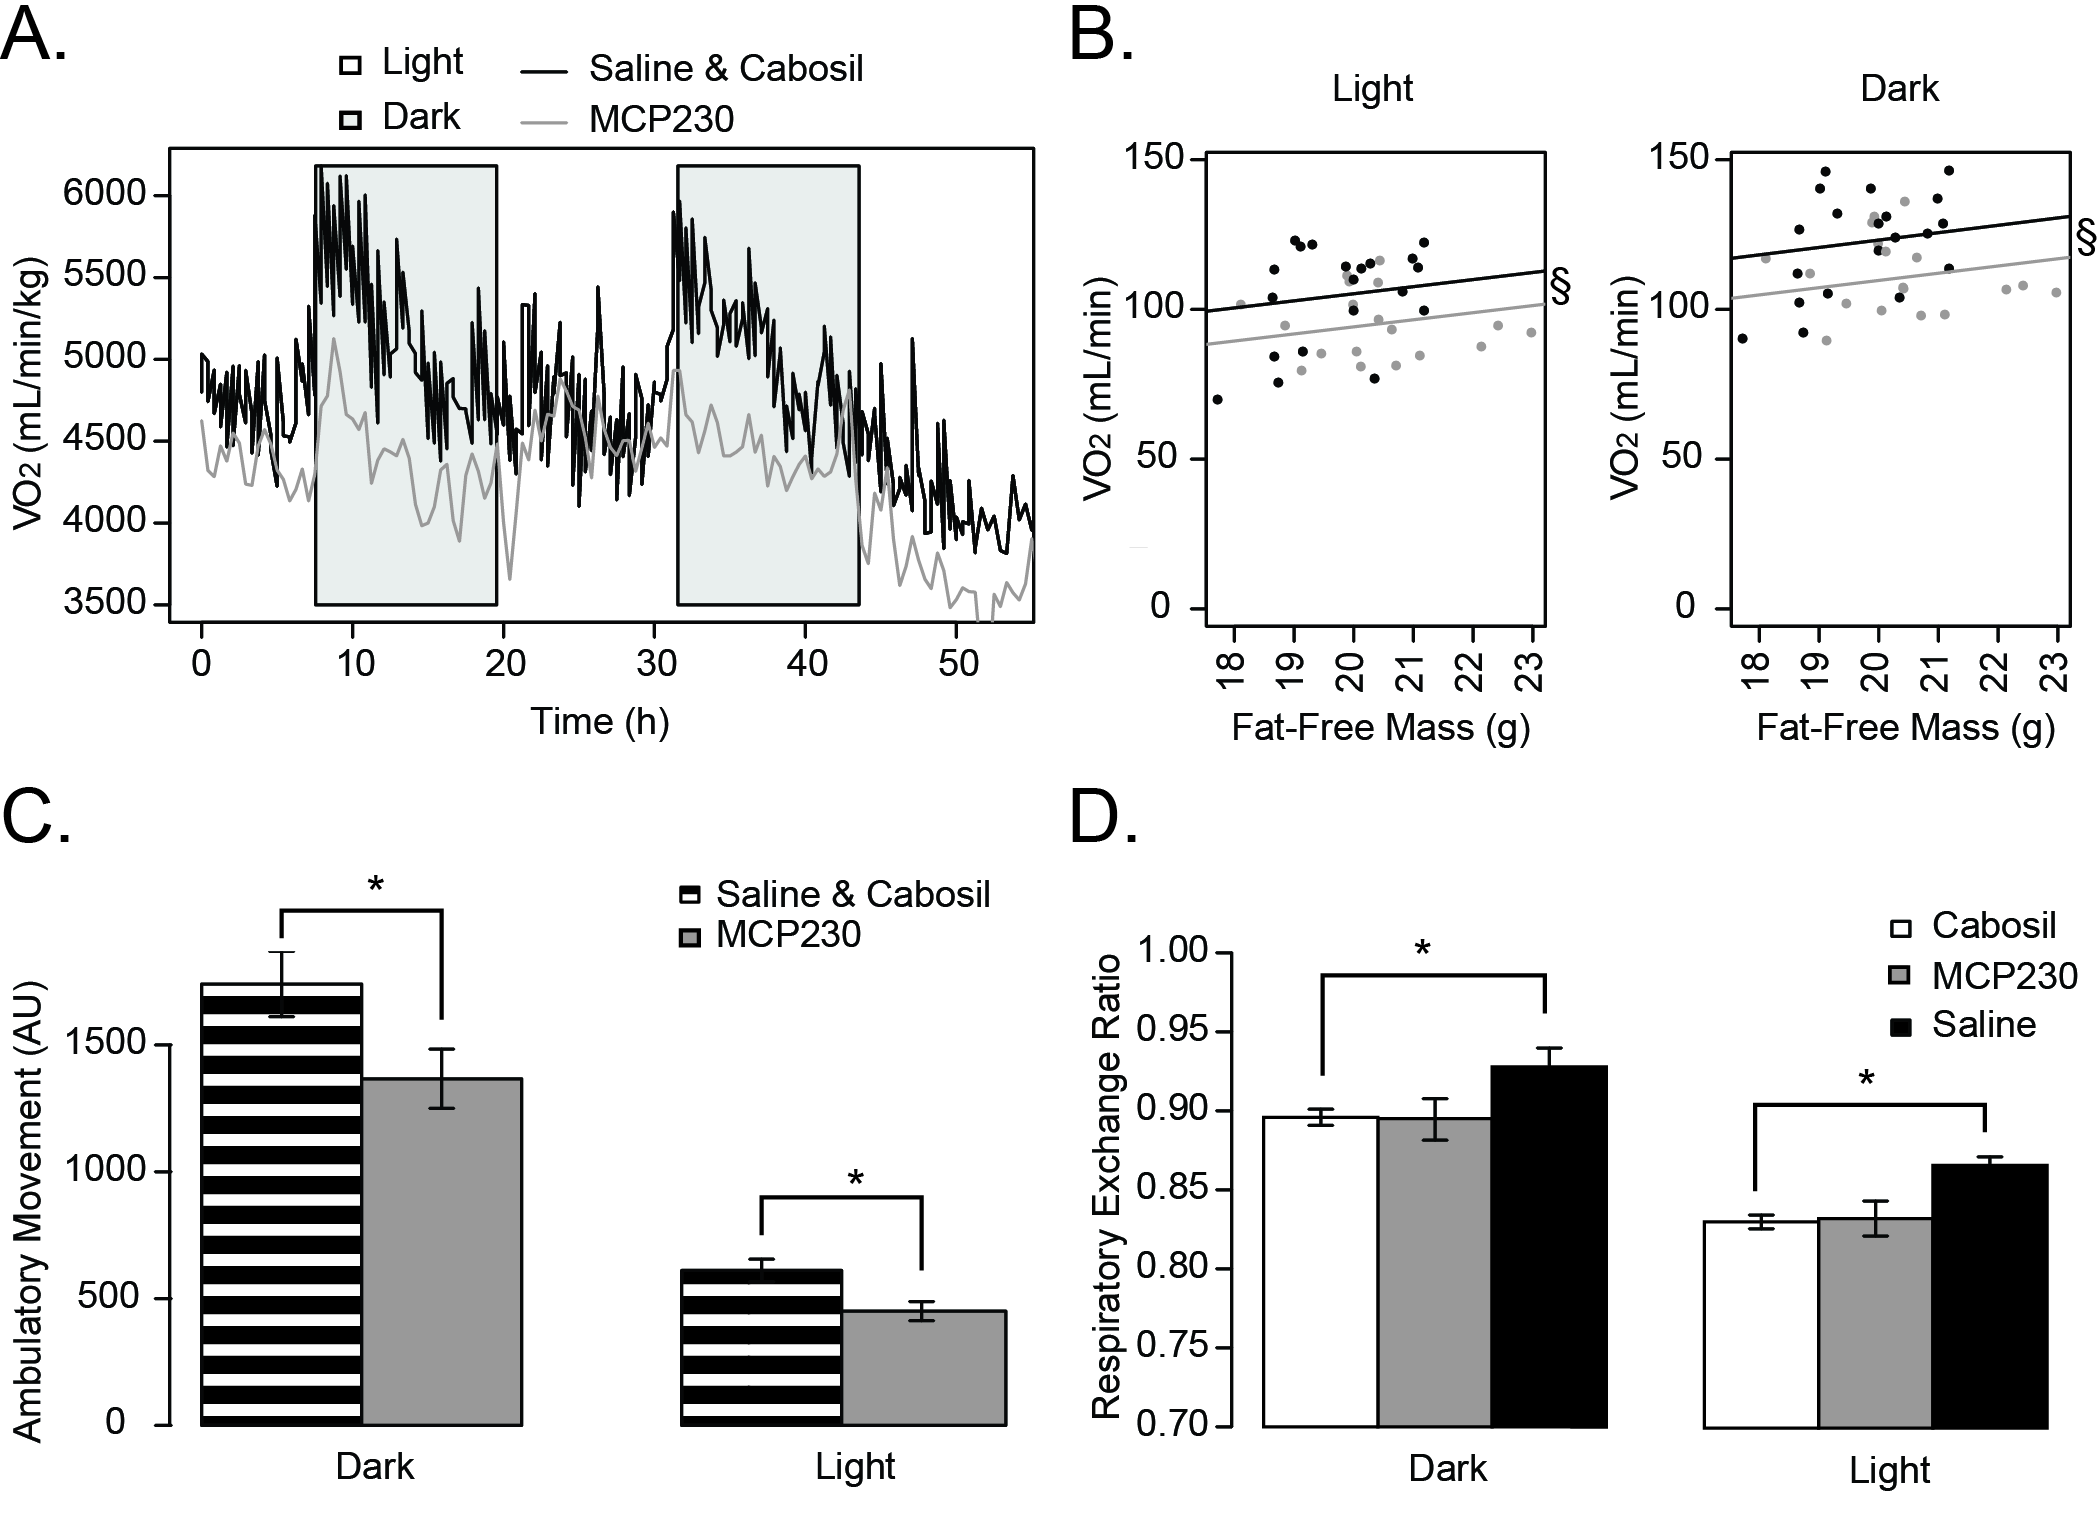 A.
Light
Saline & Cabosil
Dark
MCP230
VO2 (mL/min/kg)
6000
5500
5000
4500
4000
3500
0 10 20 30 40 50
Time (h)
B.
Light
VO2 (mL/min)
150
100
50
0
§
18 19 20 21 22 23
Fat-Free Mass (g)
Dark
VO2 (mL/min)
150
100
50
0
§
18 19 20 21 22 23
Fat-Free Mass (g)
C.
Saline & Cabosil
MCP230
Ambulatory Movement (AU)
1500
1000
500
0
*
*
Dark
Light
D.
Cabosil
MCP230
Saline
Respiratory Exchange Ratio
1.00
0.95
0.90
0.85
0.80
0.75
0.70
*
*
Dark
Light